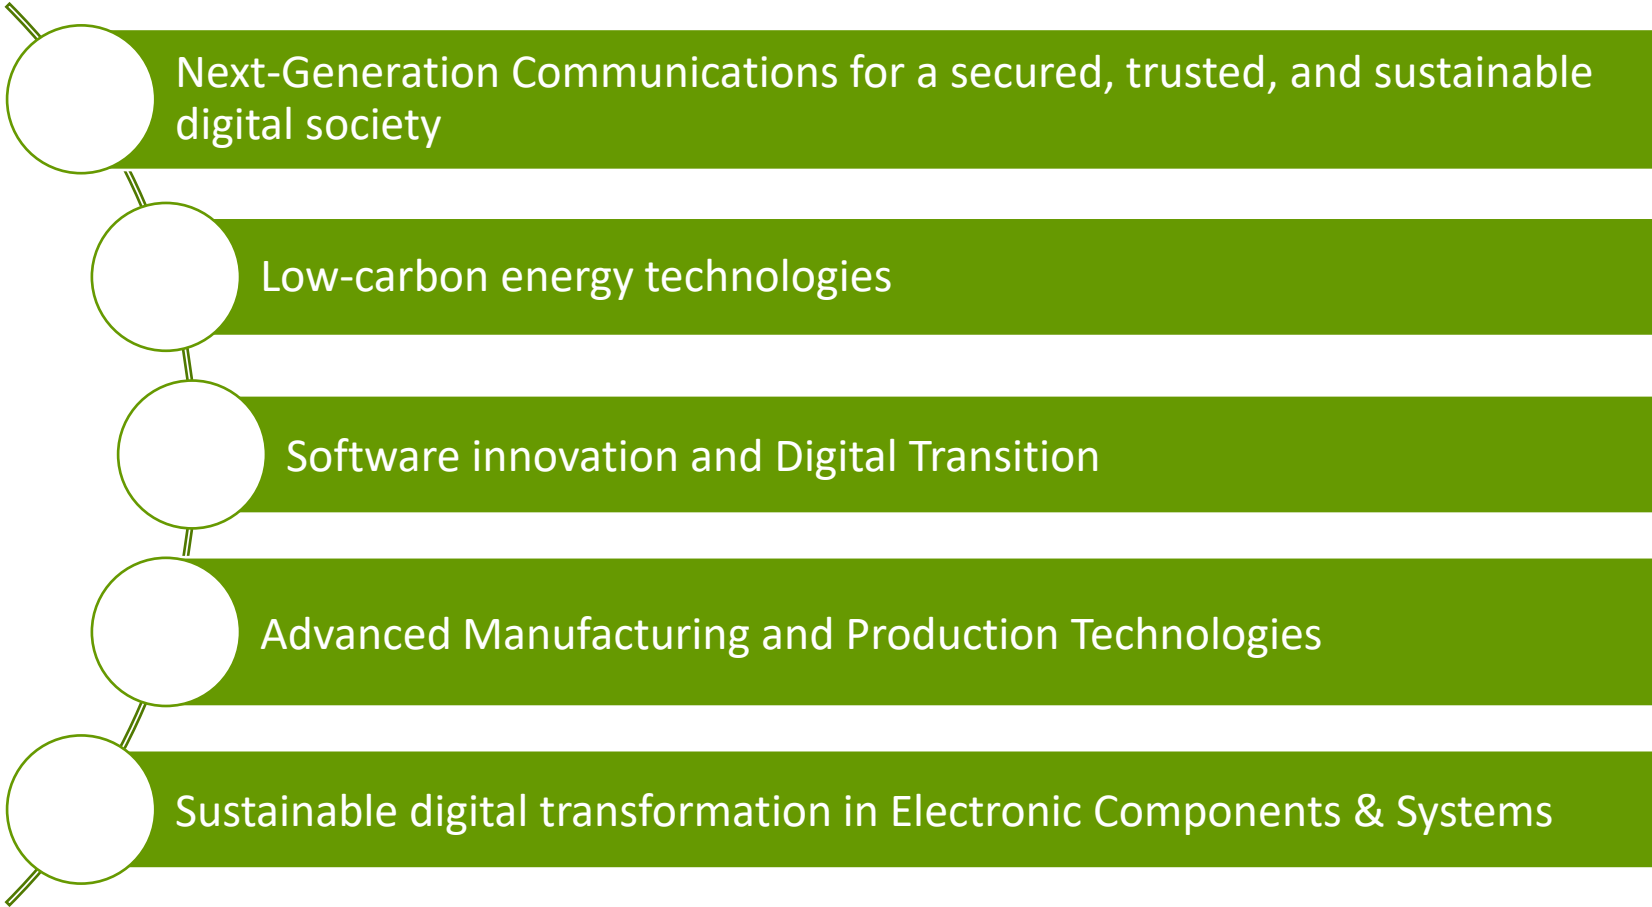 Next-Generation Communications for a secured, trusted, and sustainable
digital society
Low-carbon energy technologies
Software innovation and Digital Transition
Advanced Manufacturing and Production Technologies
Sustainable digital transformation in Electronic Components & Systems